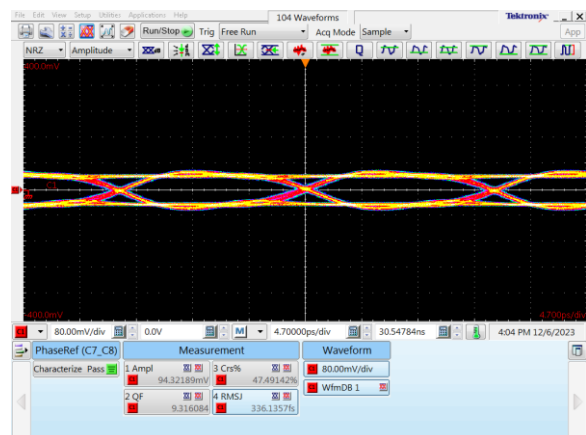 File Edit View Setup Utilities Applications Help
104 Waveforms
Tektronix
Run/Stop Trig Free Run Acq Mode Sample App
NRZ Amplitude
400.0mV
C1
-400.0mV
4.700ps/div
C1 80.00mV/div 0.0V M 4.70000ps/div 30.54784ns 4:04 PM 12/6/2023
PhaseRef (C7_C8) Measurement Waveform
Characterize Pass
1 Ampl
94.32189mV
3 Crs%
47.49142%
80.00mV/div
WfmDB 1
2 QF
9.316084
4 RMSJ
336.1357fs